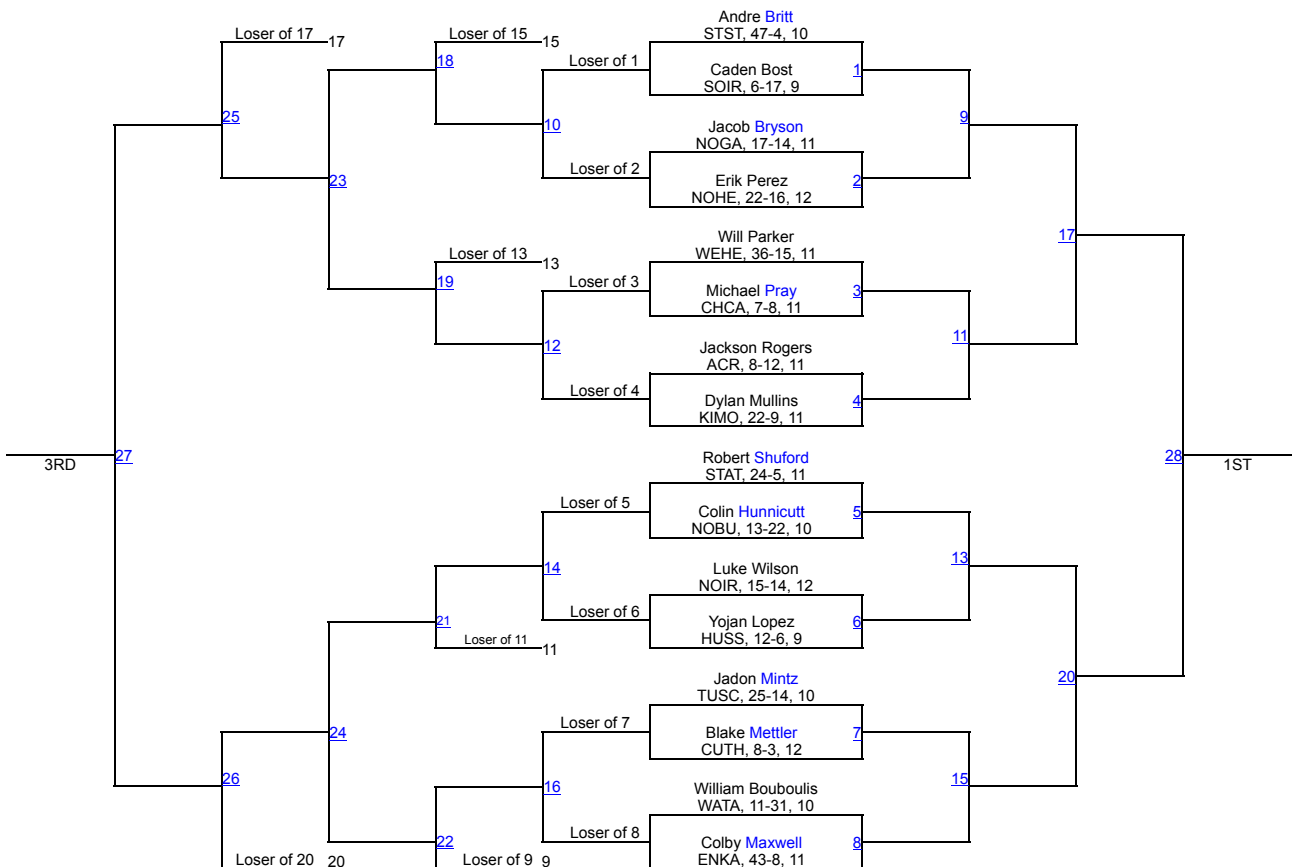 Andre Britt
STST, 47-4, 10
Loser of 17 17
Loser of 15 15
18
Loser of 1
Caden Bost
SOIR, 6-17, 9
1
25
10
9
Jacob Bryson
NOGA, 17-14, 11
Loser of 2
23
Erik Perez
NOHE, 22-16, 12
2
Will Parker
WEHE, 36-15, 11
17
Loser of 13 13
19
Loser of 3
Michael Pray
CHCA, 7-8, 11
3
12
11
Jackson Rogers
ACR, 8-12, 11
Loser of 4
Dylan Mullins
KIMO, 22-9, 11
4
3RD
27
Robert Shuford
STAT, 24-5, 11
28
1ST
Loser of 5
Colin Hunnicutt
NOBU, 13-22, 10
5
14
13
Luke Wilson
NOIR, 15-14, 12
21
Loser of 6
Yojan Lopez
HUSS, 12-6, 9
6
Loser of 11 11
Jadon Mintz
TUSC, 25-14, 10
20
24
Loser of 7
Blake Mettler
CUTH, 8-3, 12
7
26
16
15
William Bouboulis
WATA, 11-31, 10
22
Loser of 8
Colby Maxwell
ENKA, 43-8, 11
8
Loser of 20 20
Loser of 9 9